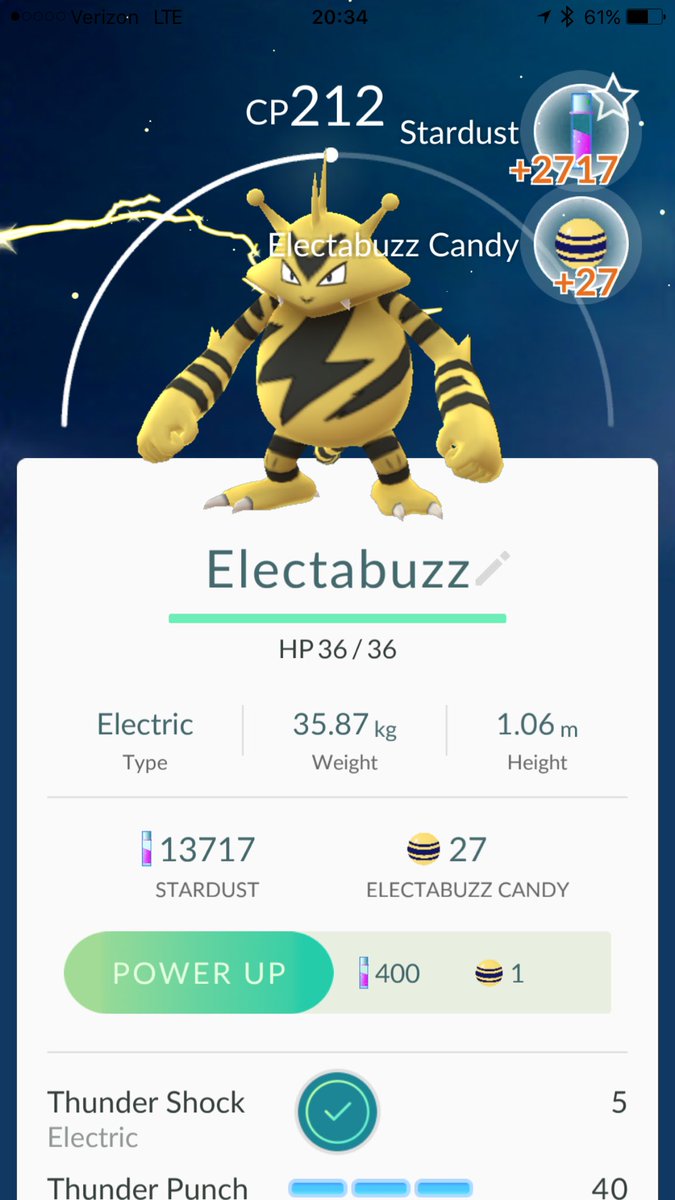 Verizon LTE 20:34 61%
CP212
Stardust
+2717
Electabuzz Candy
+27
Electabuzz
HP 36 / 36
Electric 35.87 kg 1.06 m
Type Weight Height
13717 27
STARDUST ELECTABUZZ CANDY
POWER UP 400 1
Thunder Shock 5
Electric
Thunder Punch 40